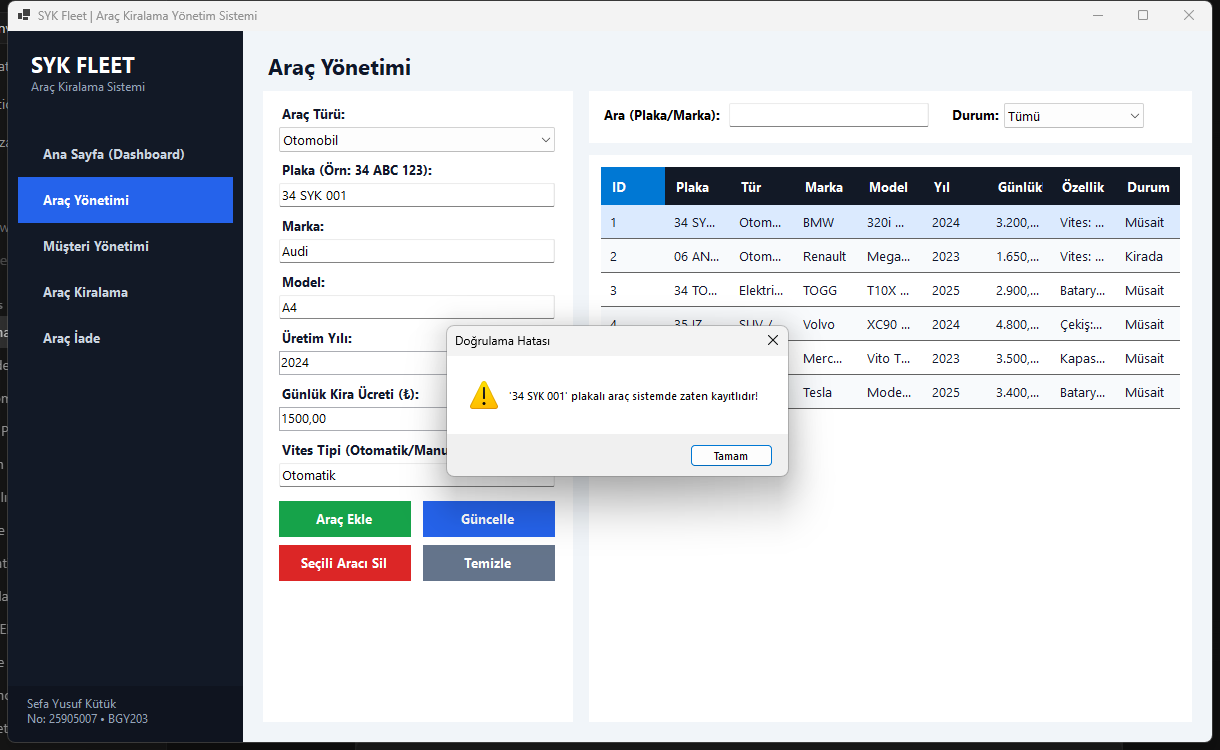 SYK Fleet | Araç Kiralama Yönetim Sistemi
SYK FLEET
Araç Kiralama Sistemi
Ana Sayfa (Dashboard)
Araç Yönetimi
Müşteri Yönetimi
Araç Kiralama
Araç İade
Sefa Yusuf Kütük
No: 25905007 • BGY203
Araç Yönetimi
Araç Türü:
Otomobil
Plaka (Örn: 34 ABC 123):
34 SYK 001
Marka:
Audi
Model:
A4
Üretim Yılı:
2024
Günlük Kira Ücreti (₺):
1500,00
Vites Tipi (Otomatik/Manu
Otomatik
Araç Ekle Güncelle
Seçili Aracı Sil Temizle
Ara (Plaka/Marka): Durum: Tümü
ID Plaka Tür Marka Model Yıl Günlük Özellik Durum
1 34 SY... Otom... BMW 320i ... 2024 3.200,... Vites: ... Müsait
2 06 AN... Otom... Renault Mega... 2023 1.650,... Vites: ... Kirada
3 34 TO... Elektri... TOGG T10X ... 2025 2.900,... Batary... Müsait
4 35 IZ SUV / Volvo XC90 ... 2024 4.800,... Çekiş:... Müsait
Merc... Vito T... 2023 3.500,... Kapas... Müsait
Tesla Mode... 2025 3.400,... Batary... Müsait
Doğrulama Hatası
'34 SYK 001' plakalı araç sistemde zaten kayıtlıdır!
Tamam